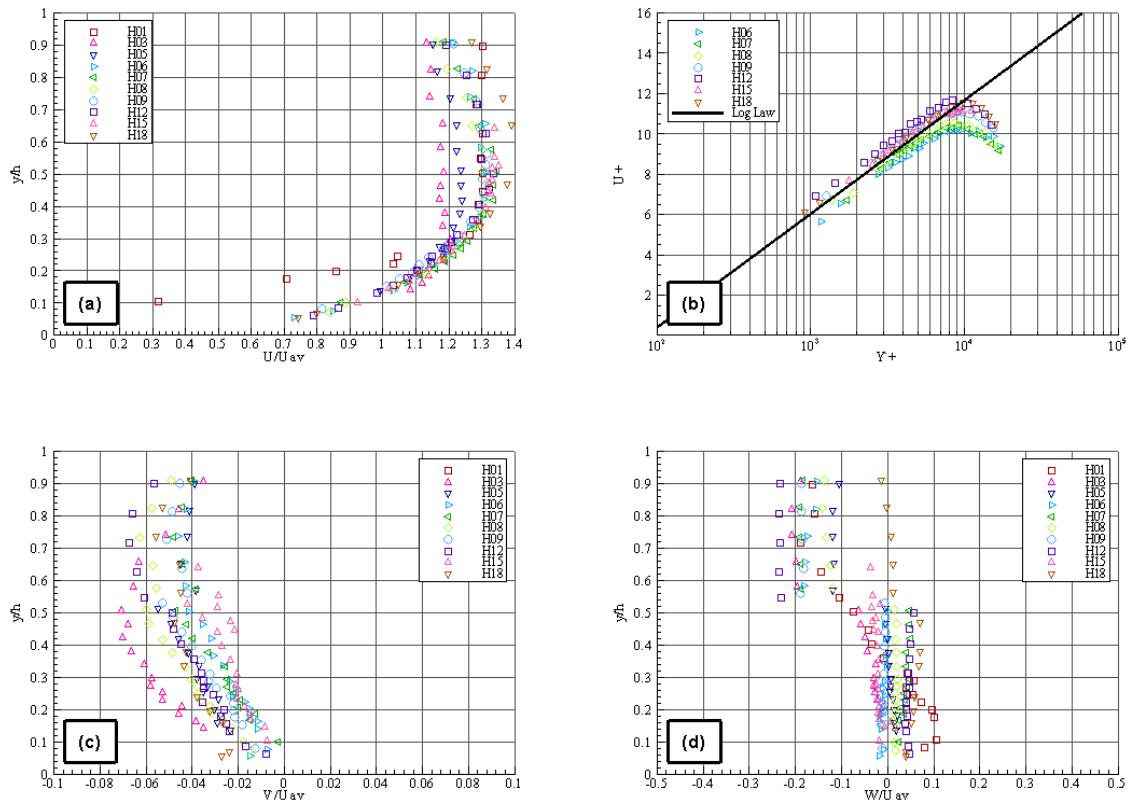 y/h
1
0.9
0.8
0.7
0.6
0.5
0.4
0.3
0.2
0.1
0
H01
H03
H05
H06
H07
H08
H09
H12
H15
H18
(a)
0 0.1 0.2 0.3 0.4 0.5 0.6 0.7 0.8 0.9 1 1.1 1.2 1.3 1.4
U/Uav
U+
16
14
12
10
8
6
4
2
H06
H07
H08
H09
H12
H15
H18
Log Law
(b)
10² 10³ 10⁴ 10⁵
Y+
y/h
1
0.9
0.8
0.7
0.6
0.5
0.4
0.3
0.2
0.1
0
H01
H03
H05
H06
H07
H08
H09
H12
H15
H18
(c)
-0.1 -0.08 -0.06 -0.04 -0.02 0 0.02 0.04 0.06 0.08 0.1
V/Uav
y/h
1
0.9
0.8
0.7
0.6
0.5
0.4
0.3
0.2
0.1
0
H01
H03
H05
H06
H07
H08
H09
H12
H15
H18
(d)
-0.5 -0.4 -0.3 -0.2 -0.1 0 0.1 0.2 0.3 0.4 0.5
W/Uav